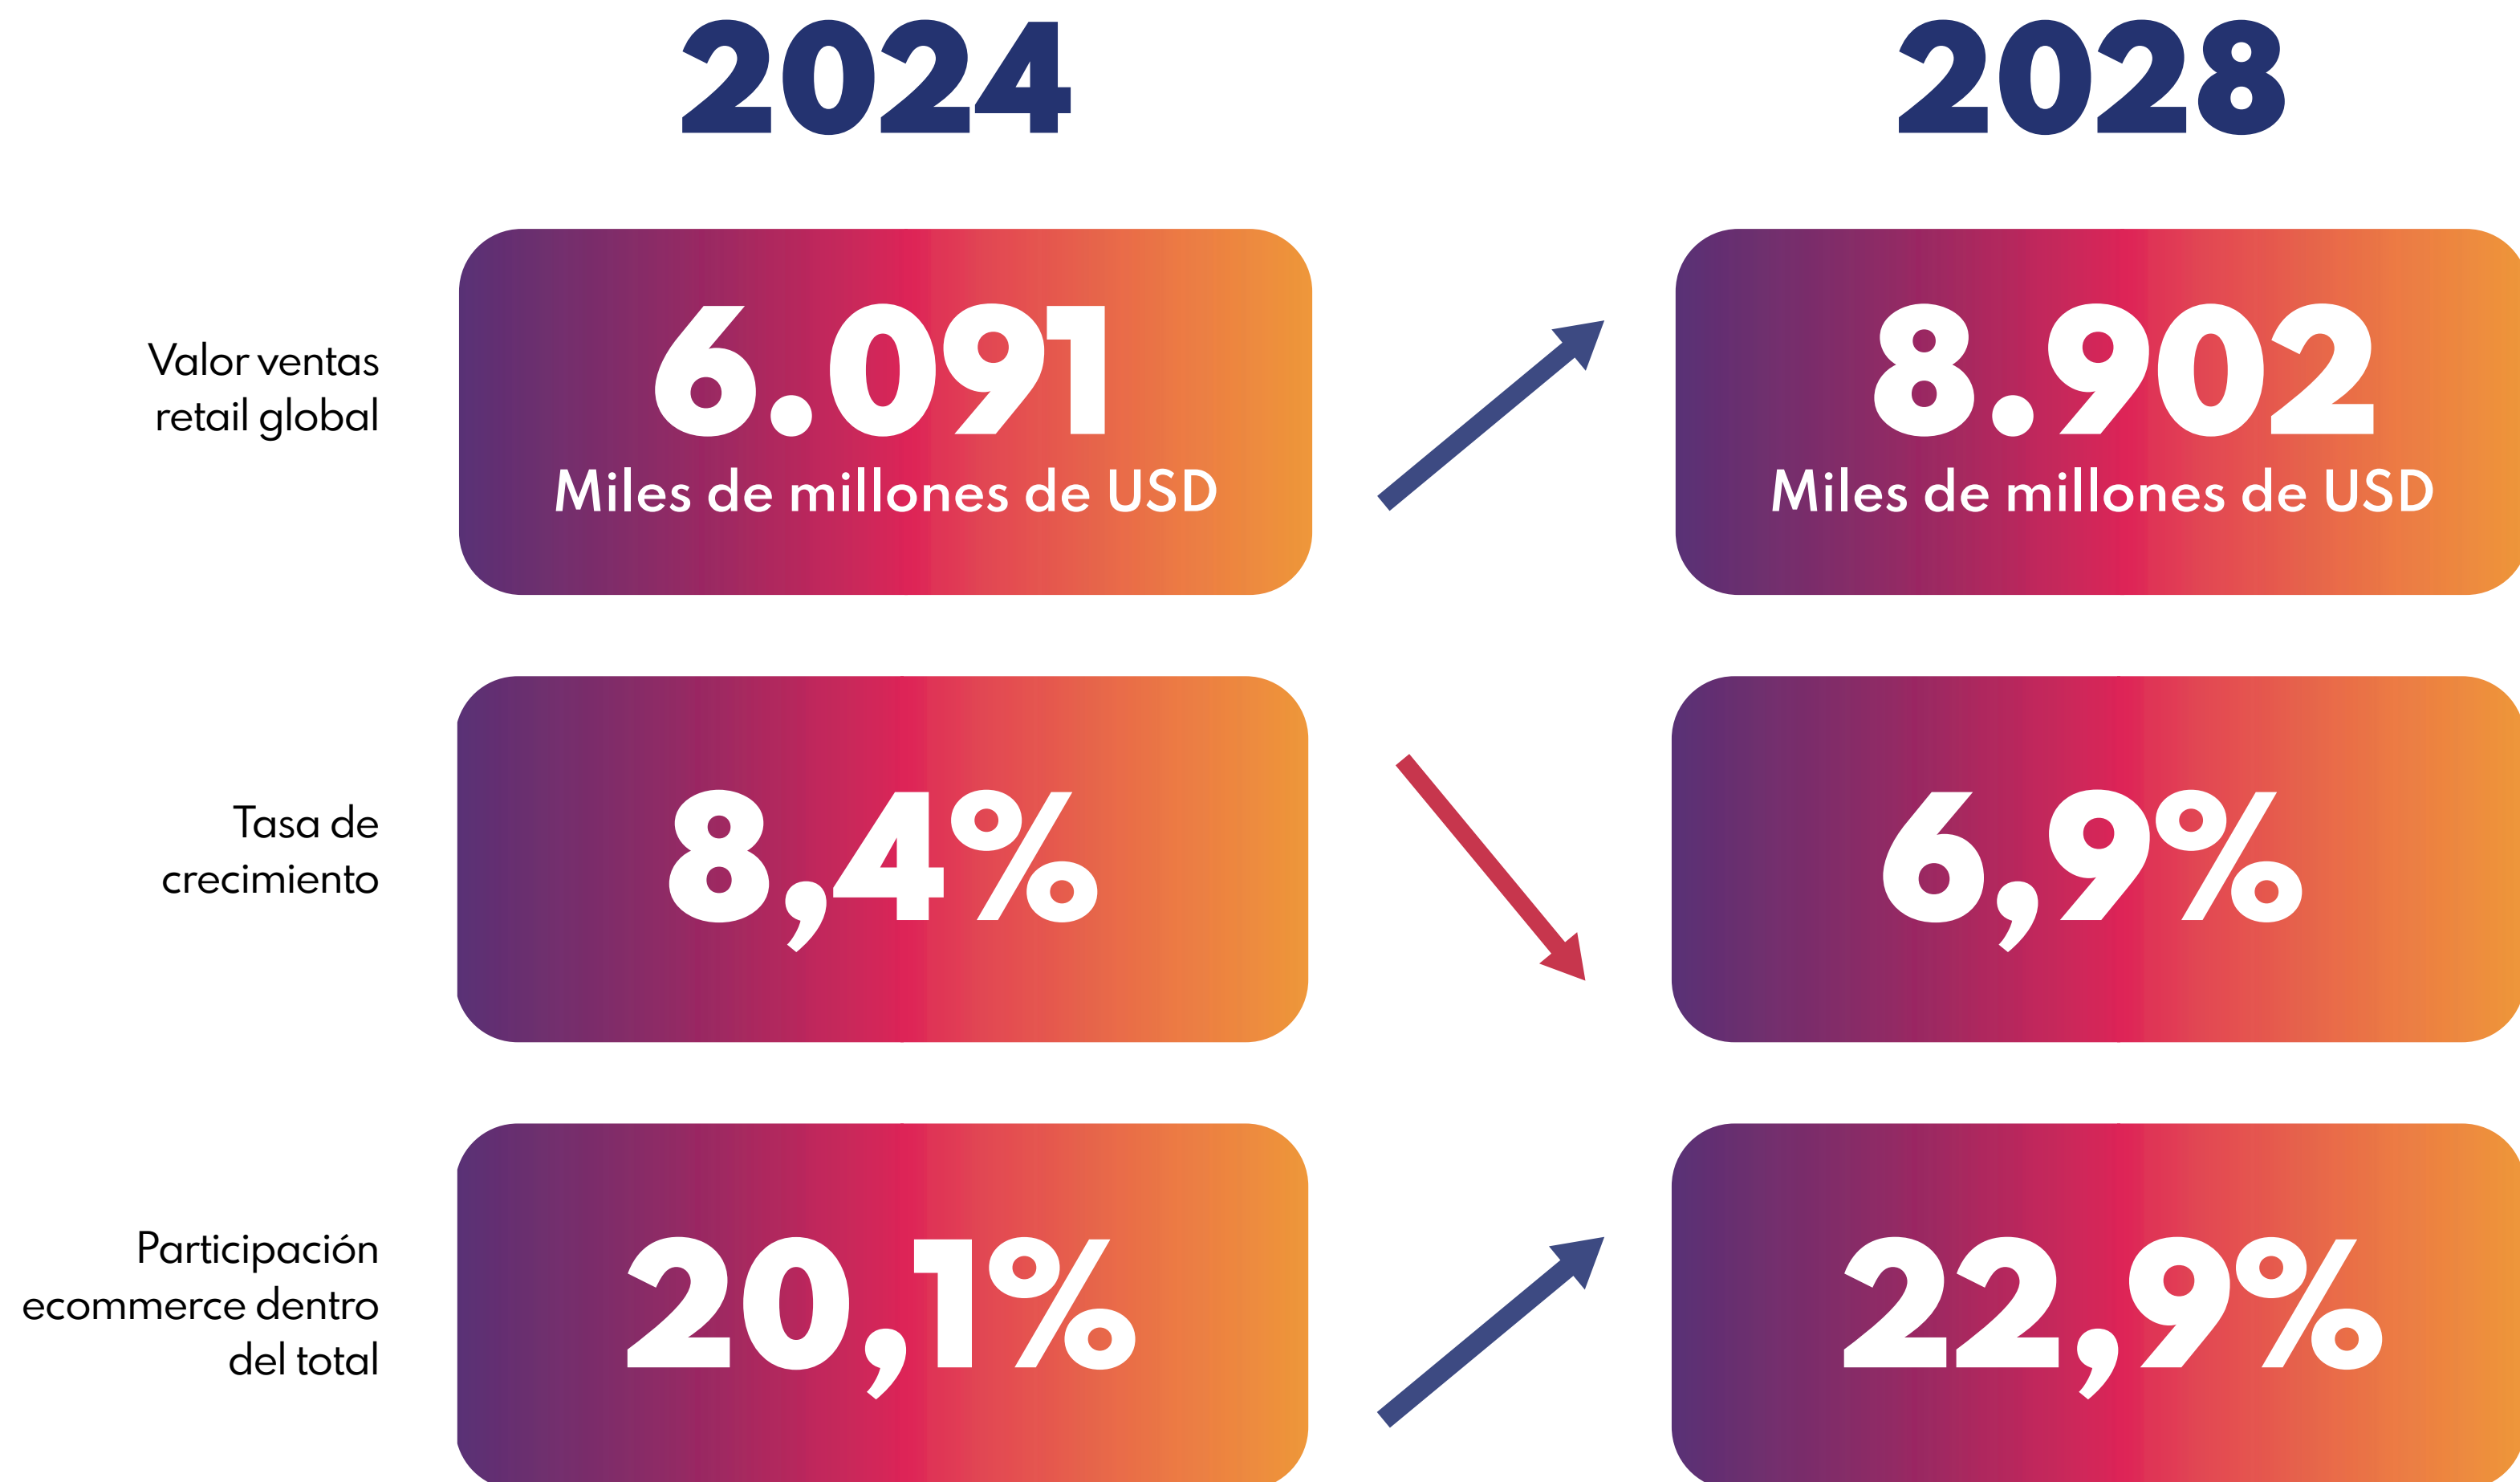 2024
2028
Valor ventas
retail global
6.091
Miles de millones de USD
8.902
Miles de millones de USD
Tasa de
crecimiento
8,4%
6,9%
Participación
ecommerce dentro
del total
20,1%
22,9%